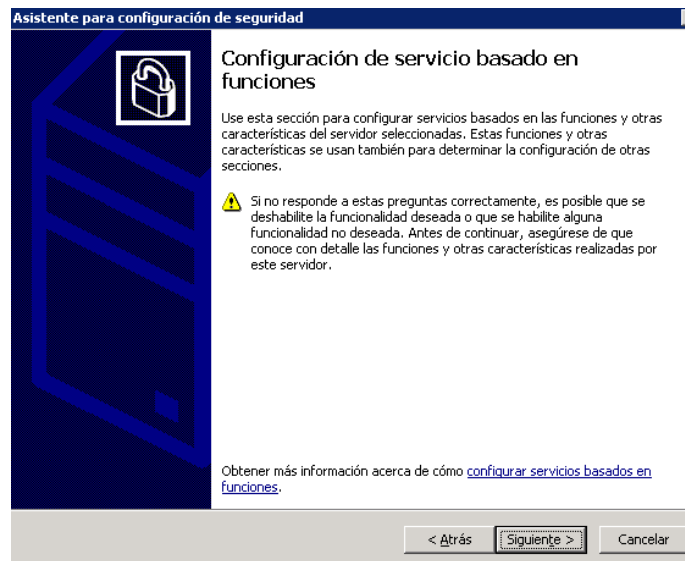 Asistente para configuración de seguridad
Configuración de servicio basado en
funciones
Use esta sección para configurar servicios basados en las funciones y otras
características del servidor seleccionadas. Estas funciones y otras
características se usan también para determinar la configuración de otras
secciones.
Si no responde a estas preguntas correctamente, es posible que se
deshabilite la funcionalidad deseada o que se habilite alguna
funcionalidad no deseada. Antes de continuar, asegúrese de que
conoce con detalle las funciones y otras características realizadas por
este servidor.
Obtener más información acerca de cómo configurar servicios basados en
funciones.
< Atrás Siguiente > Cancelar